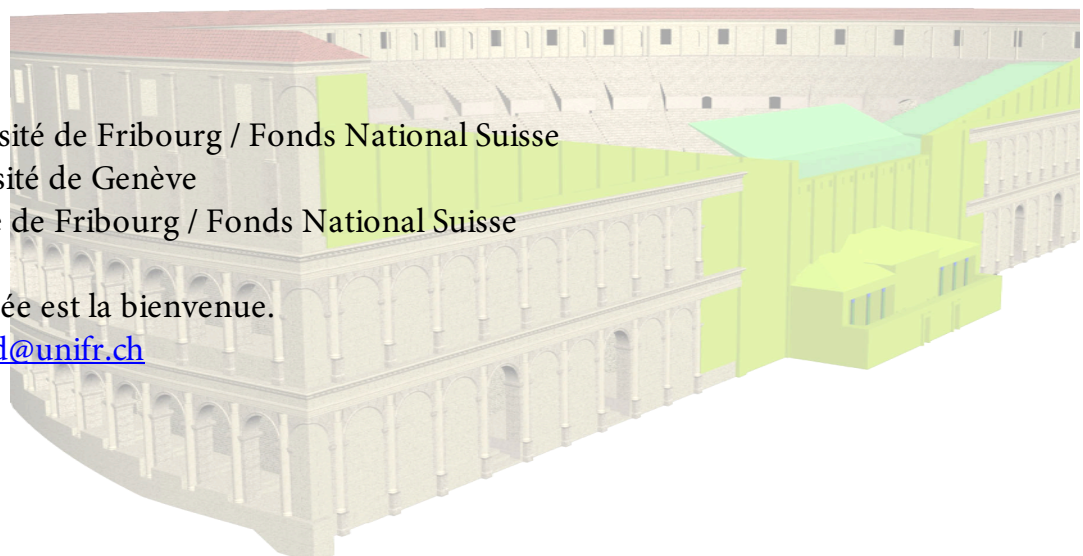 sité de Fribourg / Fonds National Suisse
sité de Genève
de Fribourg / Fonds National Suisse
ée est la bienvenue.
d@unifr.ch